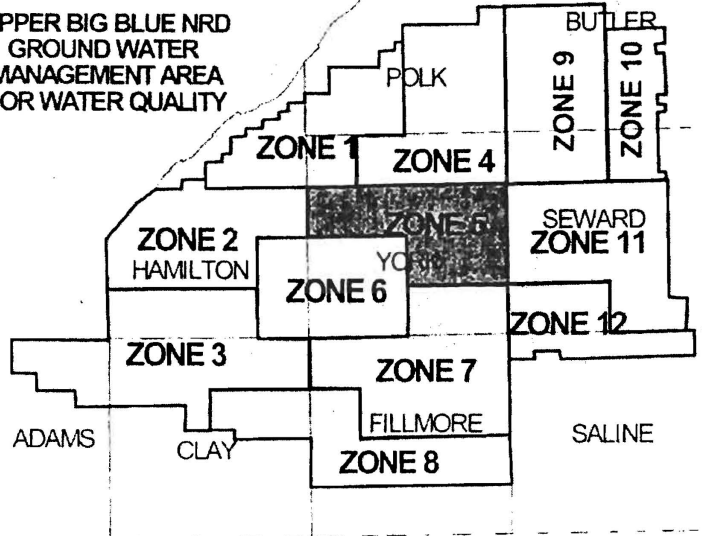 PPER BIG BLUE NRD
GROUND WATER
MANAGEMENT AREA
OR WATER QUALITY
BUTLER
POLK
ZONE 9
ZONE 10
ZONE 1
ZONE 4
ZONE 5
ZONE 2
SEWARD
ZONE 11
HAMILTON
YORK
ZONE 6
ZONE 12
ZONE 3
ZONE 7
FILLMORE
ADAMS
CLAY
SALINE
ZONE 8